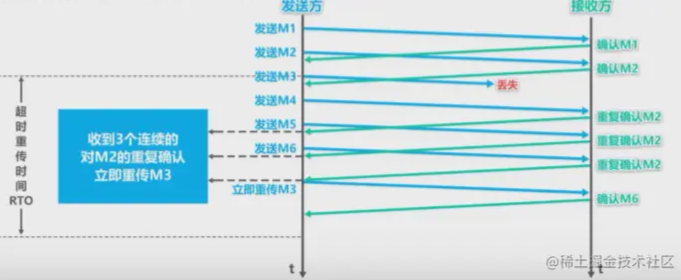 发送方
接收方
发送M1
确认M1
发送M2
确认M2
发送M3
丢失
发送M4
重复确认M2
发送M5
重复确认M2
发送M6
重复确认M2
立即重传M3
确认M6
超时重传时间
RTO
收到3个连续的
对M2的重复确认
立即重传M3
t
t
@稀土掘金技术社区